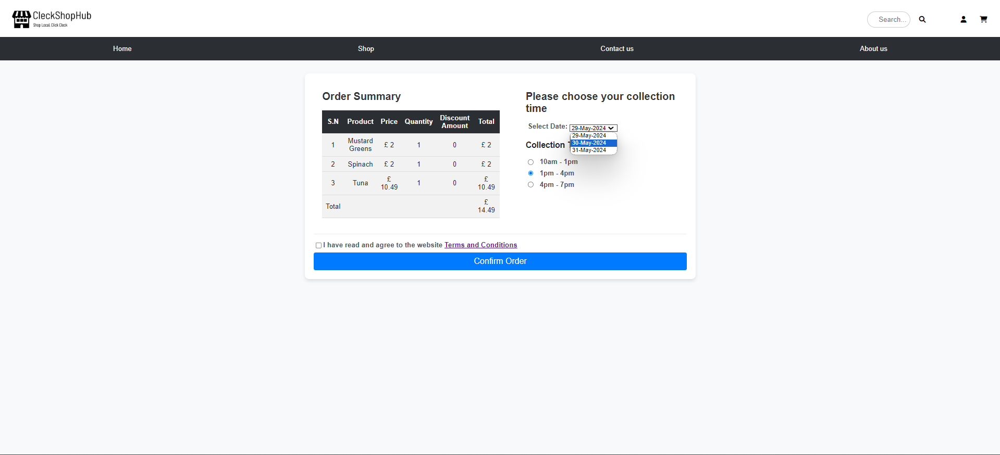 CleckShopHub
Shop Local, Click Cleck
Search...
Home
Shop
Contact us
About us
Order Summary
S.N Product Price Quantity Discount Amount Total
1 Mustard Greens £ 2 1 0 £ 2
2 Spinach £ 2 1 0 £ 2
3 Tuna £ 10.49 1 0 £ 10.49
Total £ 14.49
Please choose your collection
time
Select Date: 29-May-2024
29-May-2024
30-May-2024
31-May-2024
Collection
10am - 1pm
1pm - 4pm
4pm - 7pm
I have read and agree to the website Terms and Conditions
Confirm Order